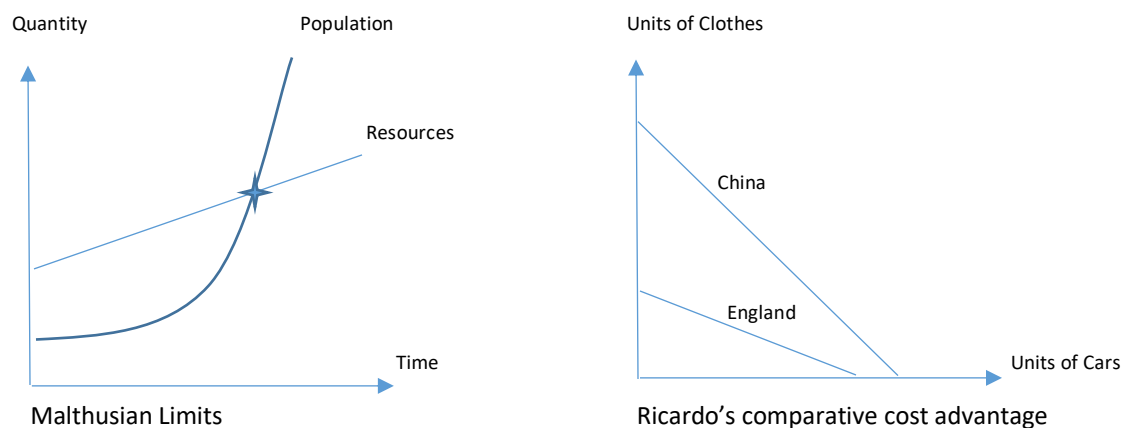 Quantity
Population
Resources
Time
Malthusian Limits
Units of Clothes
China
England
Units of Cars
Ricardo’s comparative cost advantage